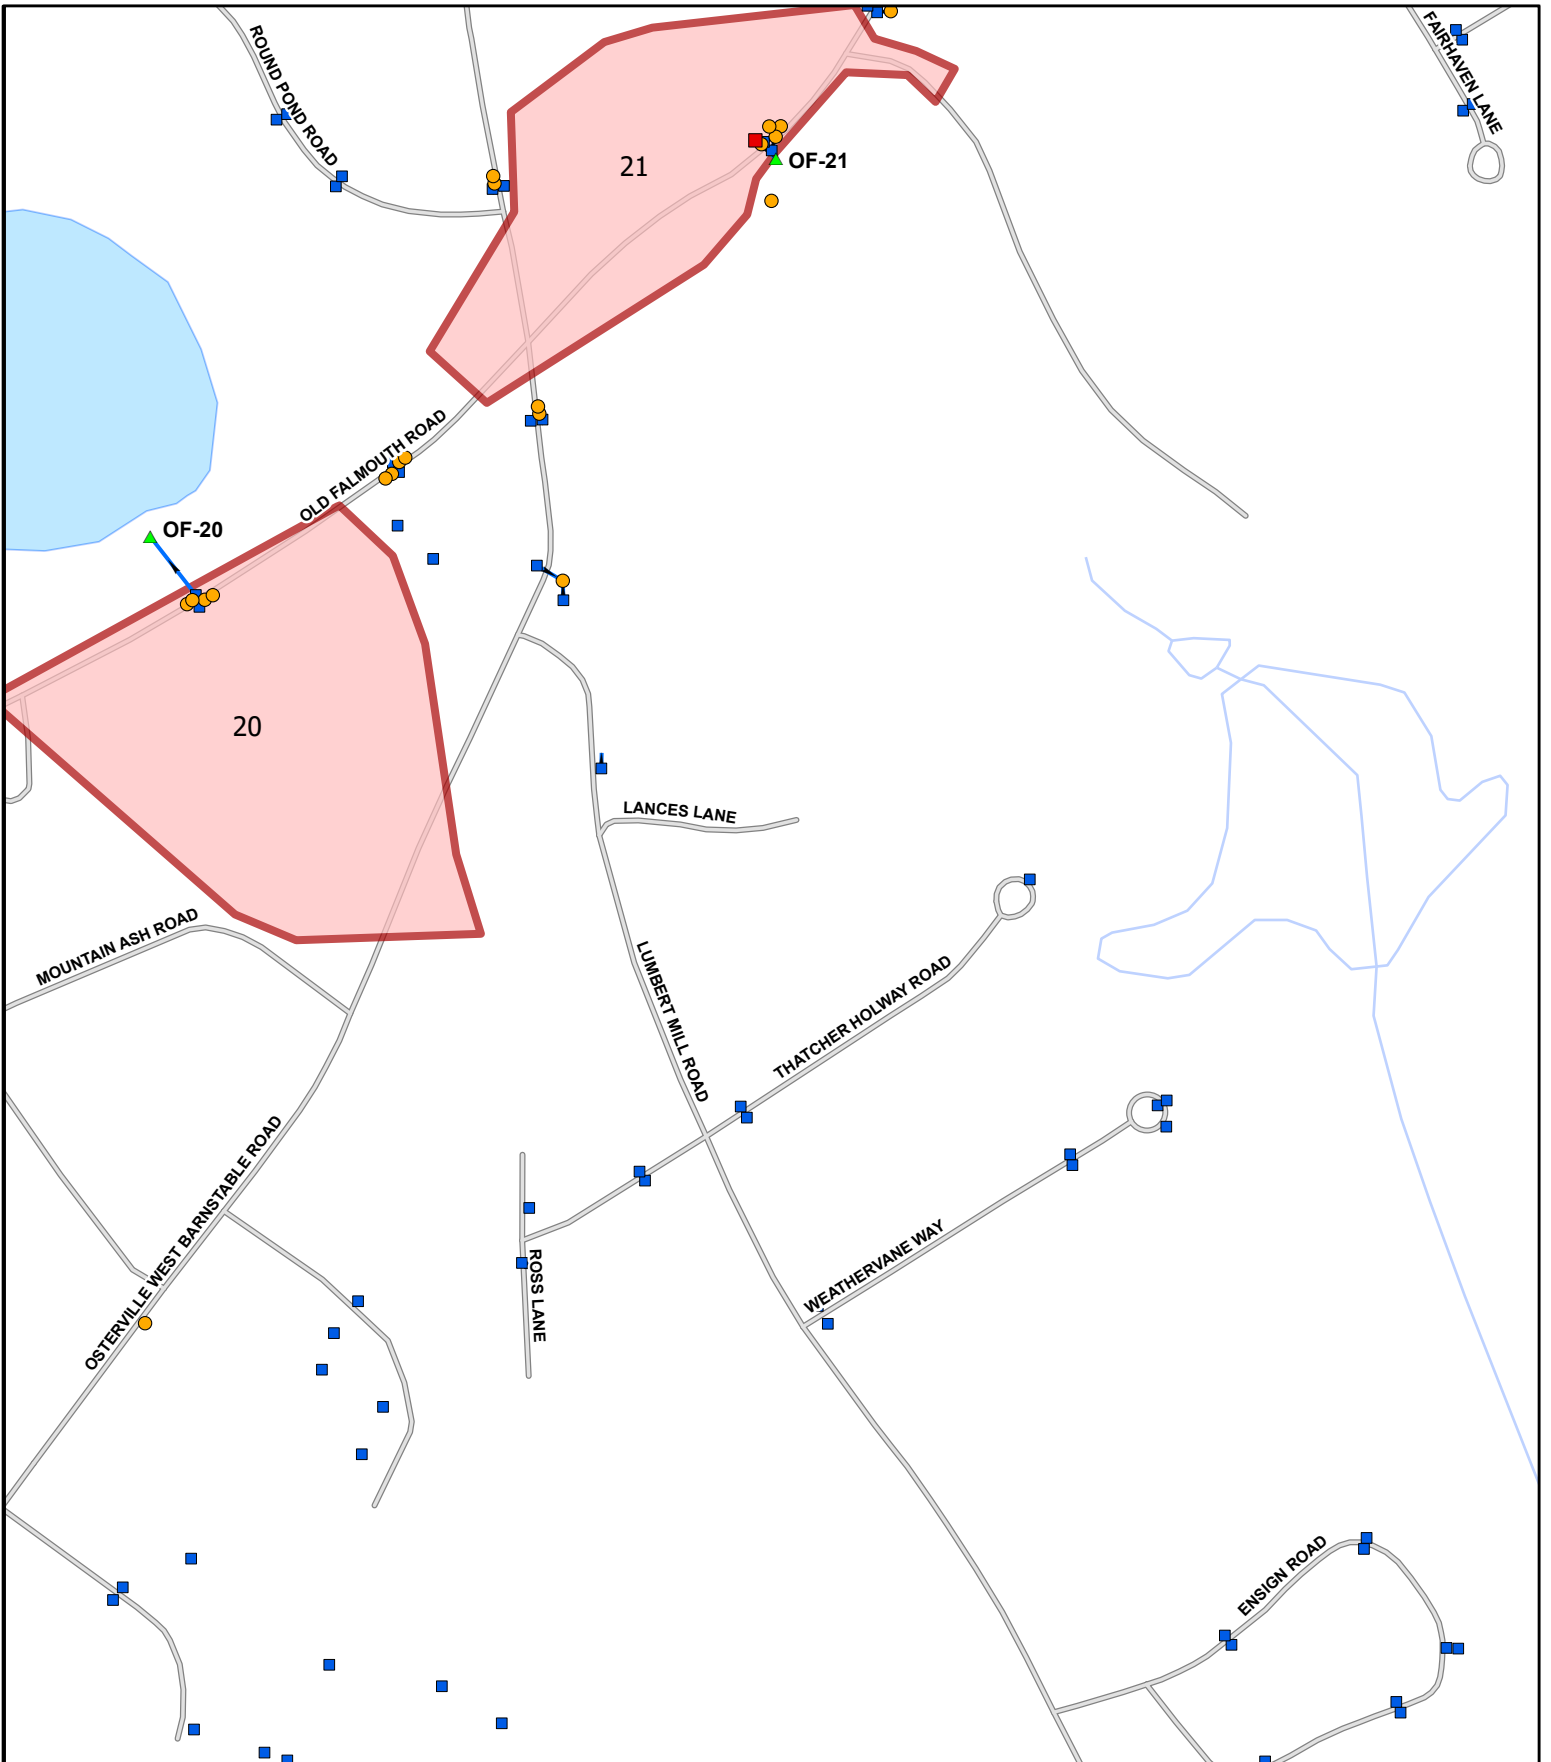 ROUND POND ROAD
FAIRHAVEN LANE
21
OF-21
OLD FALMOUTH ROAD
OF-20
20
LANCES LANE
MOUNTAIN ASH ROAD
LUMBERT MILL ROAD
THATCHER HOLWAY ROAD
OSTERVILLE WEST BARNSTABLE ROAD
WEATHERVANE WAY
ROSS LANE
ENSIGN ROAD